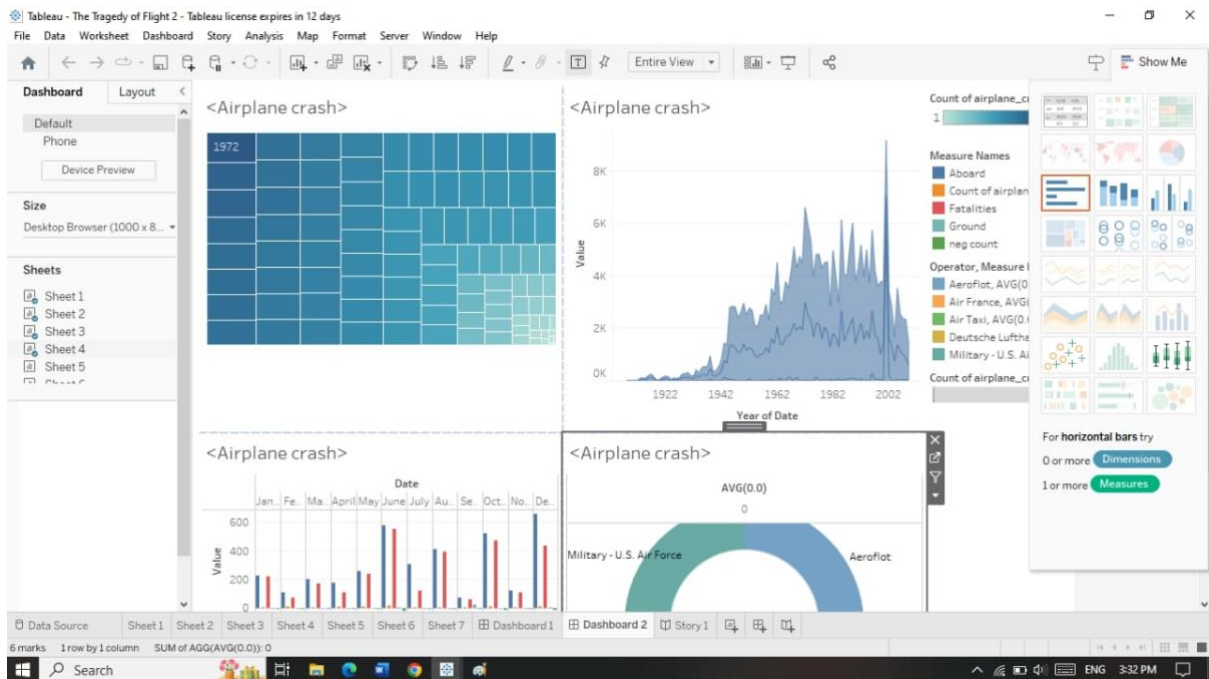 Tableau - The Tragedy of Flight 2 - Tableau license expires in 12 days
File Data Worksheet Dashboard Story Analysis Map Format Server Window Help
Entire View
Show Me
Dashboard Layout
Default
Phone
Device Preview
Size
Desktop Browser (1000 x 8...
Sheets
Sheet 1
Sheet 2
Sheet 3
Sheet 4
Sheet 5
<Airplane crash>
1972
<Airplane crash>
Value
8K
6K
4K
2K
0K
1922 1942 1962 1982 2002
Year of Date
Count of airplane_cr
1
Measure Names
Aboard
Count of airplan
Fatalities
Ground
neg count
Operator, Measure
Aeroflot, AVG(0
Air France, AVG(
Air Taxi, AVG(0.
Deutsche Luftha
Military - U.S. Ai
Count of airplane_cr
For horizontal bars try
0 or more Dimensions
1 or more Measures
<Airplane crash>
Date
Jan.. Fe.. Ma.. April May June July Au.. Se.. Oct.. No.. De..
Value
600
400
200
0
<Airplane crash>
AVG(0.0)
0
Military - U.S. Air Force
Aeroflot
Data Source Sheet 1 Sheet 2 Sheet 3 Sheet 4 Sheet 5 Sheet 6 Sheet 7 Dashboard 1 Dashboard 2 Story 1
6 marks 1 row by 1 column SUM of AGG(AVG(0.0)): 0
Search
ENG 3:32 PM